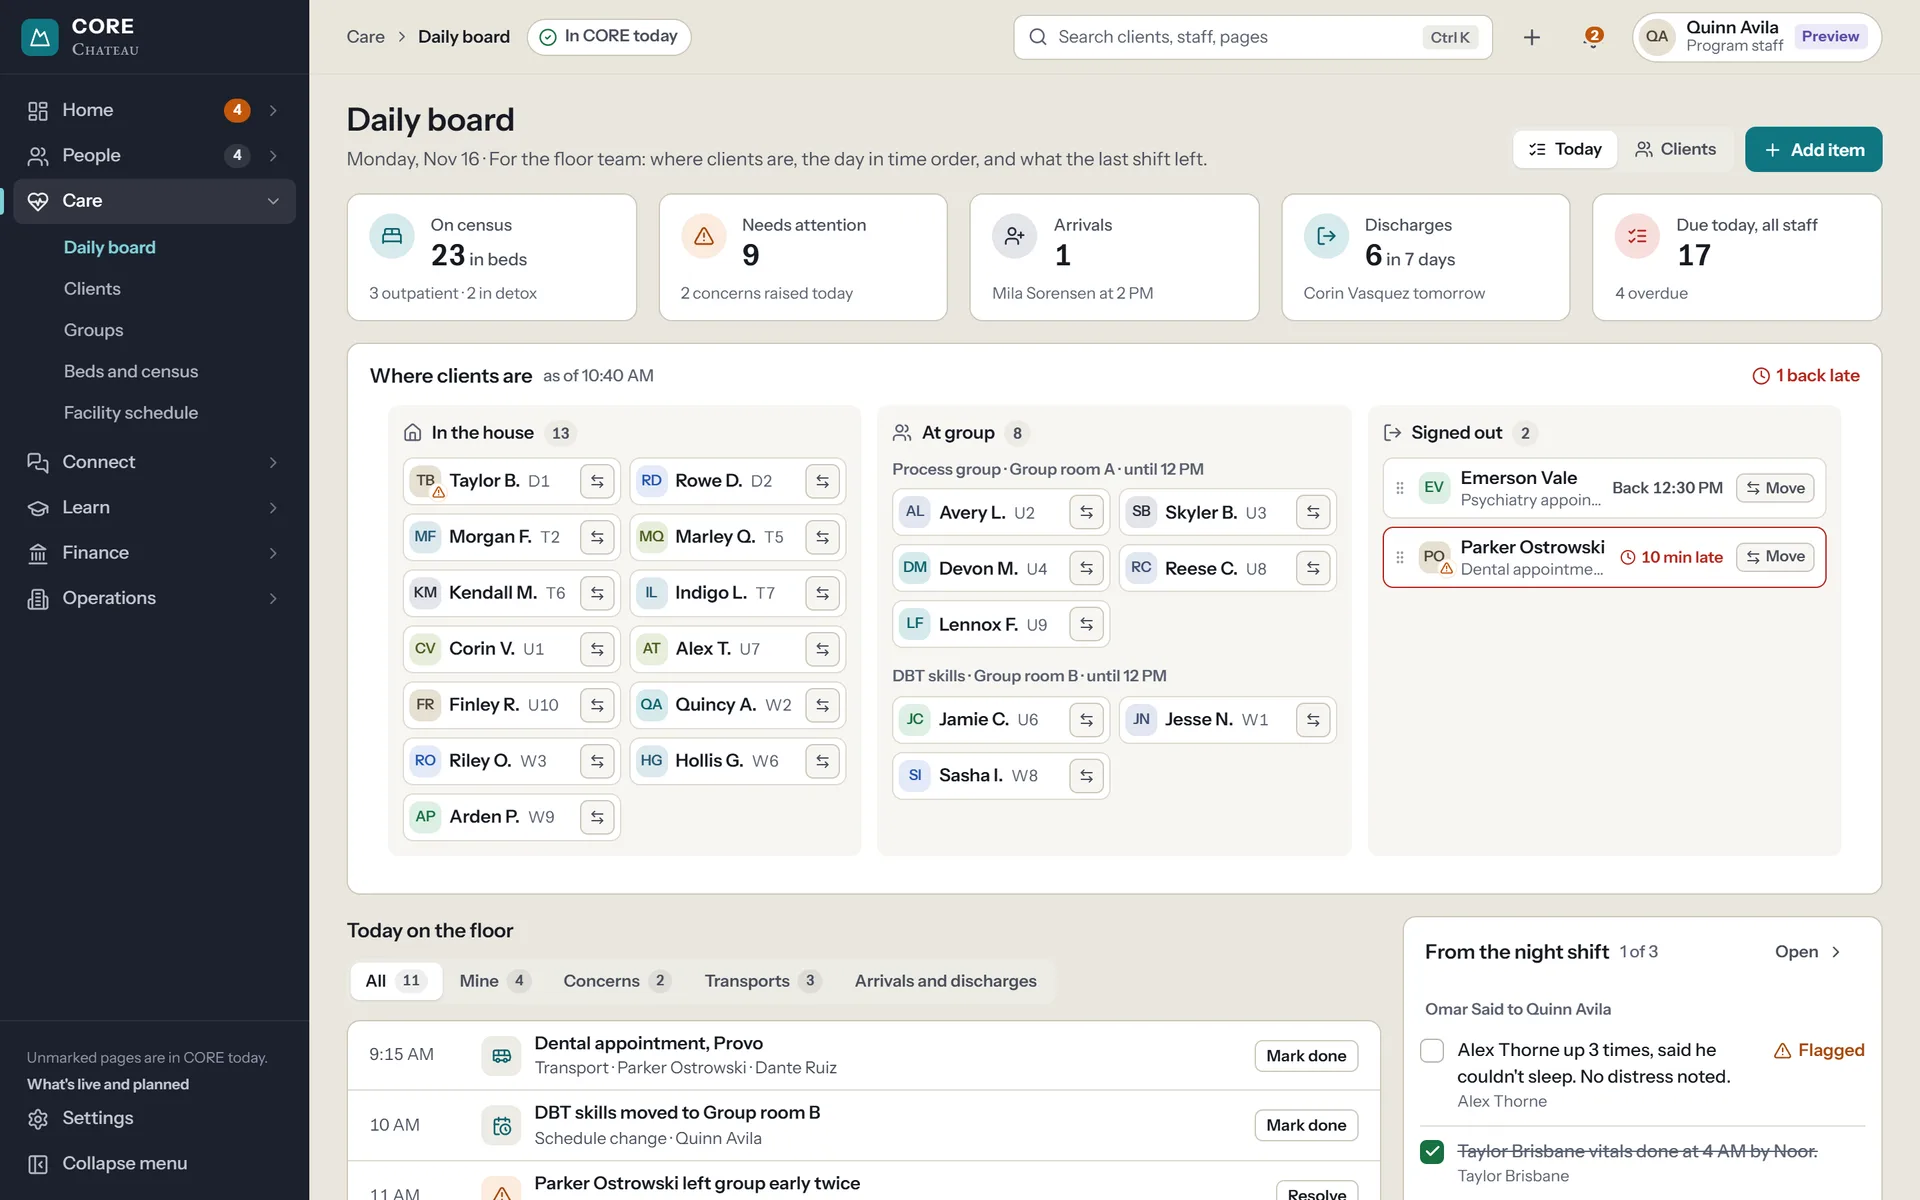 CORE
CHATEAU
Home 4
People 4
Care
Daily board
Clients
Groups
Beds and census
Facility schedule
Connect
Learn
Finance
Operations
Unmarked pages are in CORE today.
What's live and planned
Settings
Collapse menu
Care > Daily board In CORE today
Search clients, staff, pages Ctrl K
2
QA Quinn Avila
Program staff
Preview
Daily board
Monday, Nov 16 · For the floor team: where clients are, the day in time order, and what the last shift left.
Today
Clients
+ Add item
On census
23 in beds
3 outpatient · 2 in detox
Needs attention
9
2 concerns raised today
Arrivals
1
Mila Sorensen at 2 PM
Discharges
6 in 7 days
Corin Vasquez tomorrow
Due today, all staff
17
4 overdue
Where clients are as of 10:40 AM
1 back late
In the house 13
TB Taylor B. D1
RD Rowe D. D2
MF Morgan F. T2
MQ Marley Q. T5
KM Kendall M. T6
IL Indigo L. T7
CV Corin V. U1
AT Alex T. U7
FR Finley R. U10
QA Quincy A. W2
RO Riley O. W3
HG Hollis G. W6
AP Arden P. W9
At group 8
Process group · Group room A · until 12 PM
AL Avery L. U2
SB Skyler B. U3
DM Devon M. U4
RC Reese C. U8
LF Lennox F. U9
DBT skills · Group room B · until 12 PM
JC Jamie C. U6
JN Jesse N. W1
SI Sasha I. W8
Signed out 2
EV Emerson Vale
Psychiatry appoin...
Back 12:30 PM
Move
PO Parker Ostrowski
Dental appointme...
10 min late
Move
Today on the floor
All 11
Mine 4
Concerns 2
Transports 3
Arrivals and discharges
9:15 AM
Dental appointment, Provo
Transport · Parker Ostrowski · Dante Ruiz
Mark done
10 AM
DBT skills moved to Group room B
Schedule change · Quinn Avila
Mark done
11 AM
Parker Ostrowski left group early twice
Resolve
From the night shift 1 of 3
Open
Omar Said to Quinn Avila
Alex Thorne up 3 times, said he
couldn't sleep. No distress noted.
Alex Thorne
Flagged
Taylor Brisbane vitals done at 4 AM by Noor.
Taylor Brisbane